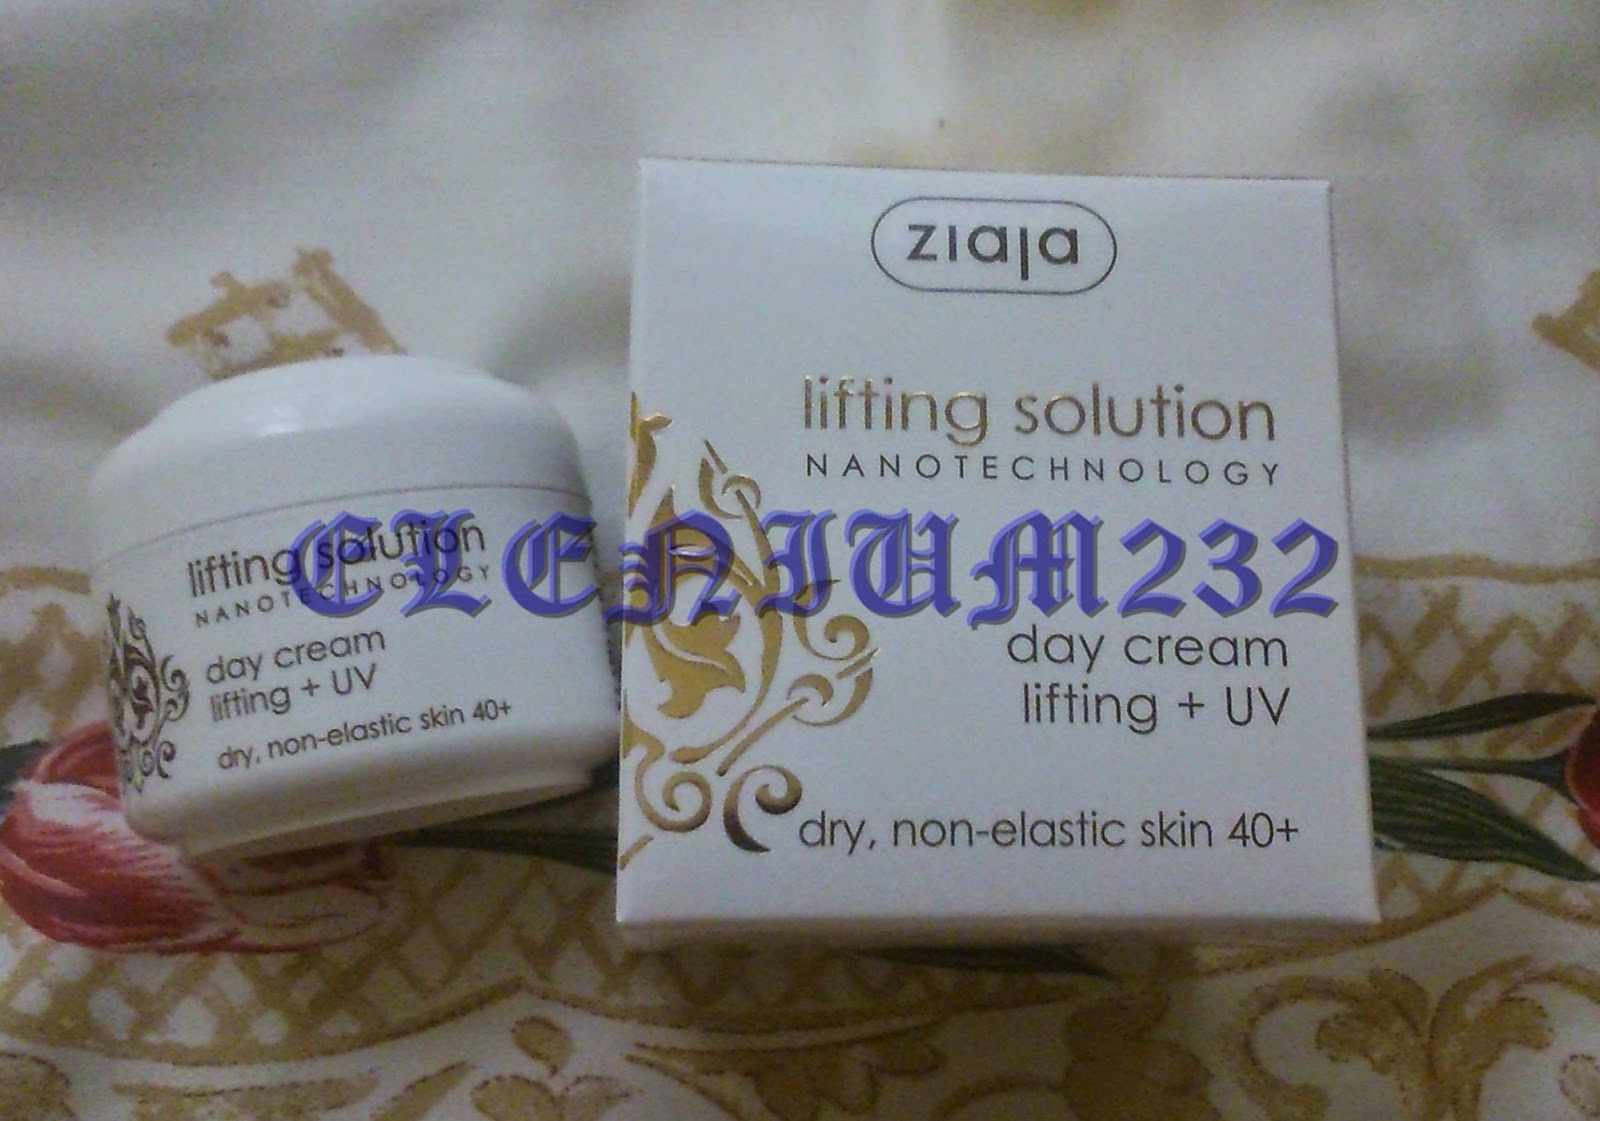 lifting solution
NANOTECHNOLOGY
day cream
lifting + UV
dry, non-elastic skin 40+
ziaja
lifting solution
NANOTECHNOLOGY
day cream
lifting + UV
dry, non-elastic skin 40+
CLENIUM232